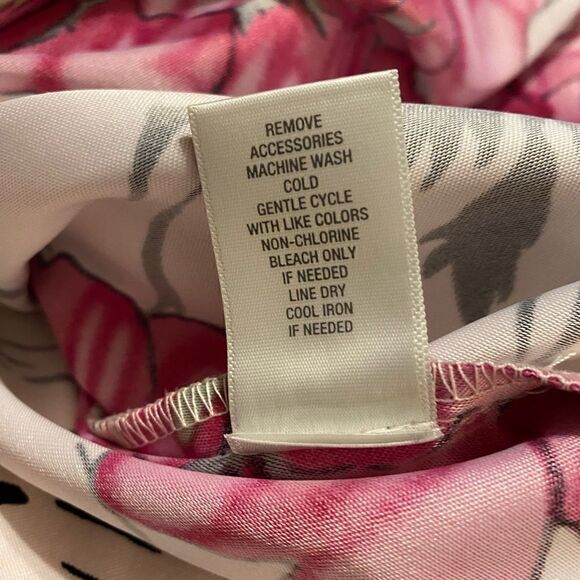 REMOVE
ACCESSORIES
MACHINE WASH
COLD
GENTLE CYCLE
WITH LIKE COLORS
NON-CHLORINE
BLEACH ONLY
IF NEEDED
LINE DRY
COOL IRON
IF NEEDED